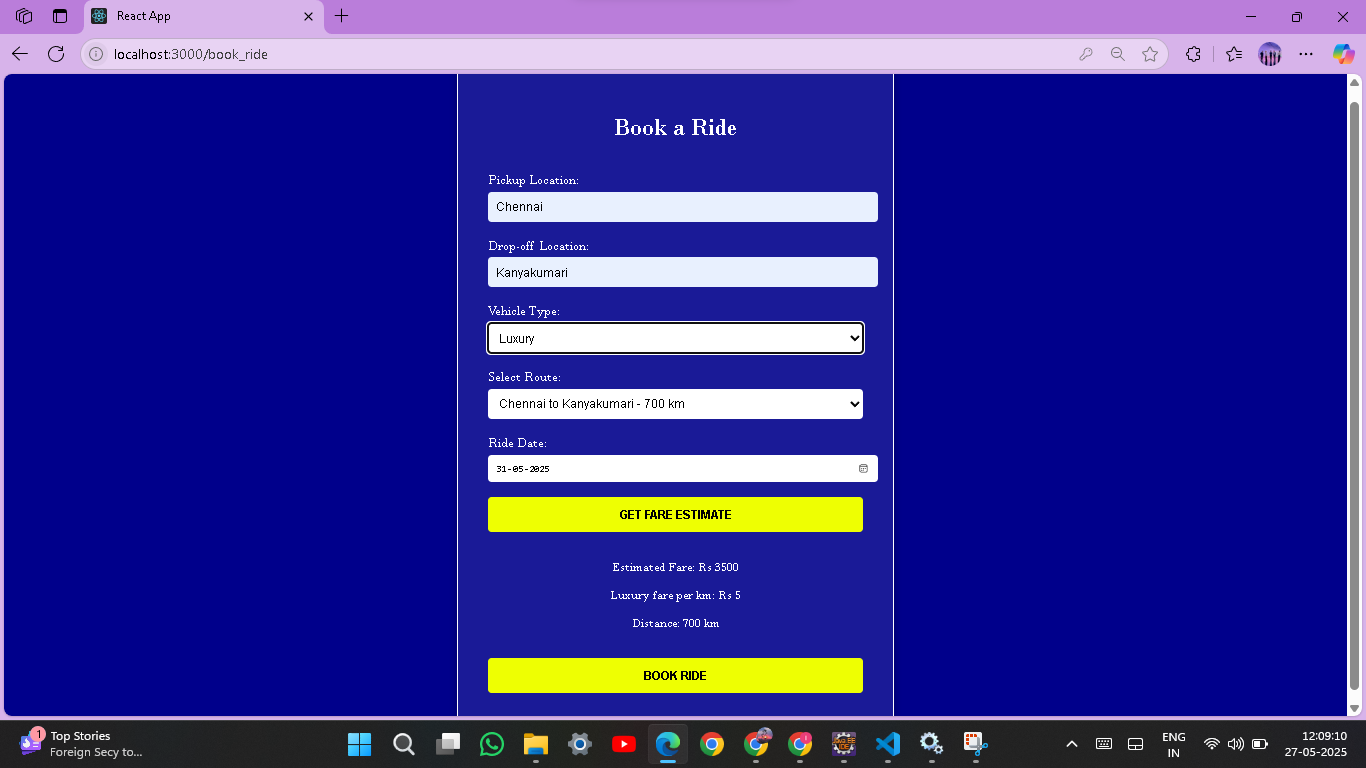 React App
localhost:3000/book_ride
Book a Ride
Pickup Location:
Chennai
Drop-off Location:
Kanyakumari
Vehicle Type:
Luxury
Select Route:
Chennai to Kanyakumari - 700 km
Ride Date:
31-05-2025
GET FARE ESTIMATE
Estimated Fare: Rs 3500
Luxury fare per km: Rs 5
Distance: 700 km
BOOK RIDE
1
Top Stories
Foreign Secy to...
ENG
IN
12:09:10
27-05-2025